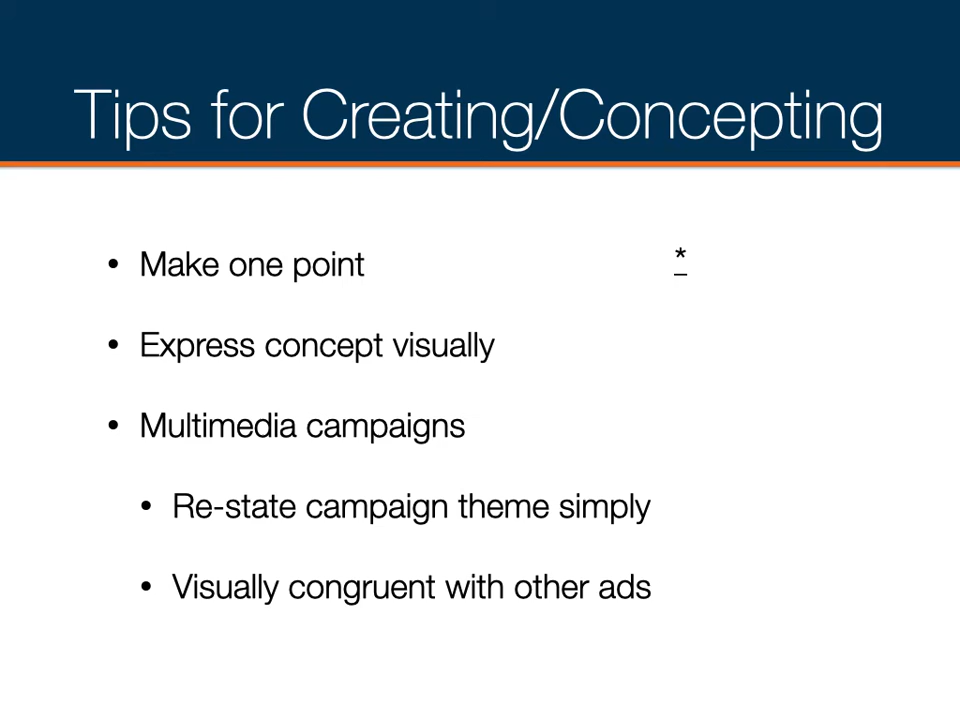 Tips for Creating/Concepting
• Make one point *
• Express concept visually
• Multimedia campaigns
• Re-state campaign theme simply
• Visually congruent with other ads